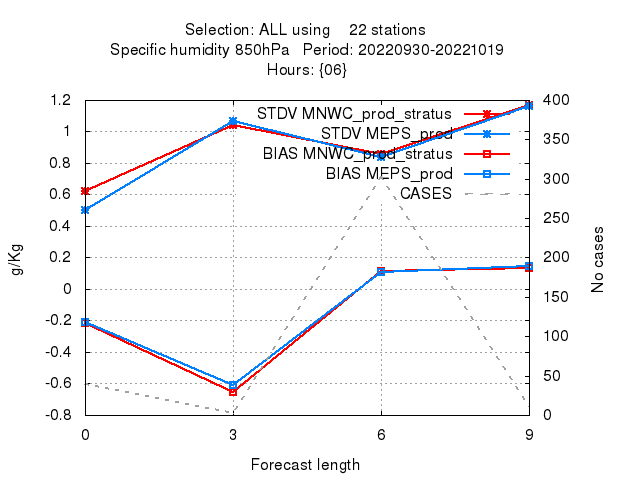 Selection: ALL using 22 stations
Specific humidity 850hPa Period: 20220930-20221019
Hours: {06}
1.2
1
0.8
0.6
0.4
0.2
0
-0.2
-0.4
-0.6
-0.8
g/Kg
STDV MNWC_prod_stratus
STDV MEPS_prod
BIAS MNWC_prod_stratus
BIAS MEPS_prod
CASES
400
350
300
250
200
150
100
50
0
No cases
0 3 6 9
Forecast length